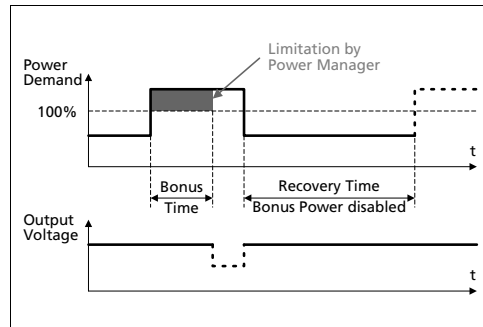 Limitation by
Power Manager
Power
Demand
100%
t
Bonus
Time
Recovery Time
Bonus Power disabled
Output
Voltage
t